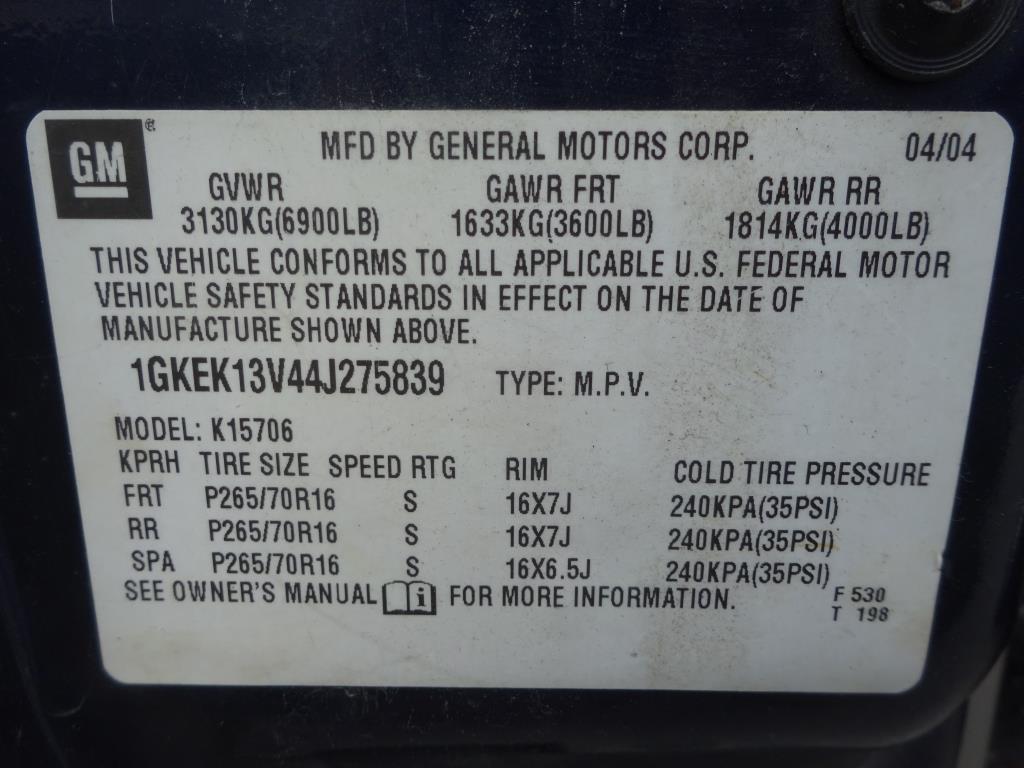 GM ®
MFD BY GENERAL MOTORS CORP. 04/04
GVWR GAWR FRT GAWR RR
3130KG(6900LB) 1633KG(3600LB) 1814KG(4000LB)
THIS VEHICLE CONFORMS TO ALL APPLICABLE U.S. FEDERAL MOTOR
VEHICLE SAFETY STANDARDS IN EFFECT ON THE DATE OF
MANUFACTURE SHOWN ABOVE.
1GKEK13V44J275839 TYPE: M.P.V.
MODEL: K15706
KPRH TIRE SIZE SPEED RTG RIM COLD TIRE PRESSURE
FRT P265/70R16 S 16X7J 240KPA(35PSI)
RR P265/70R16 S 16X7J 240KPA(35PSI)
SPA P265/70R16 S 16X6.5J 240KPA(35PSI)
SEE OWNER'S MANUAL i FOR MORE INFORMATION. F 530
T 198